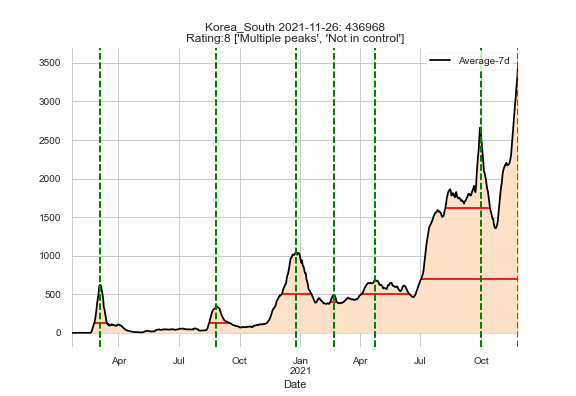 Korea_South 2021-11-26: 436968
Rating:8 ['Multiple peaks', 'Not in control']
Average-7d
3500
3000
2500
2000
1500
1000
500
0
Apr Jul Oct Jan Apr Jul Oct
2021
Date